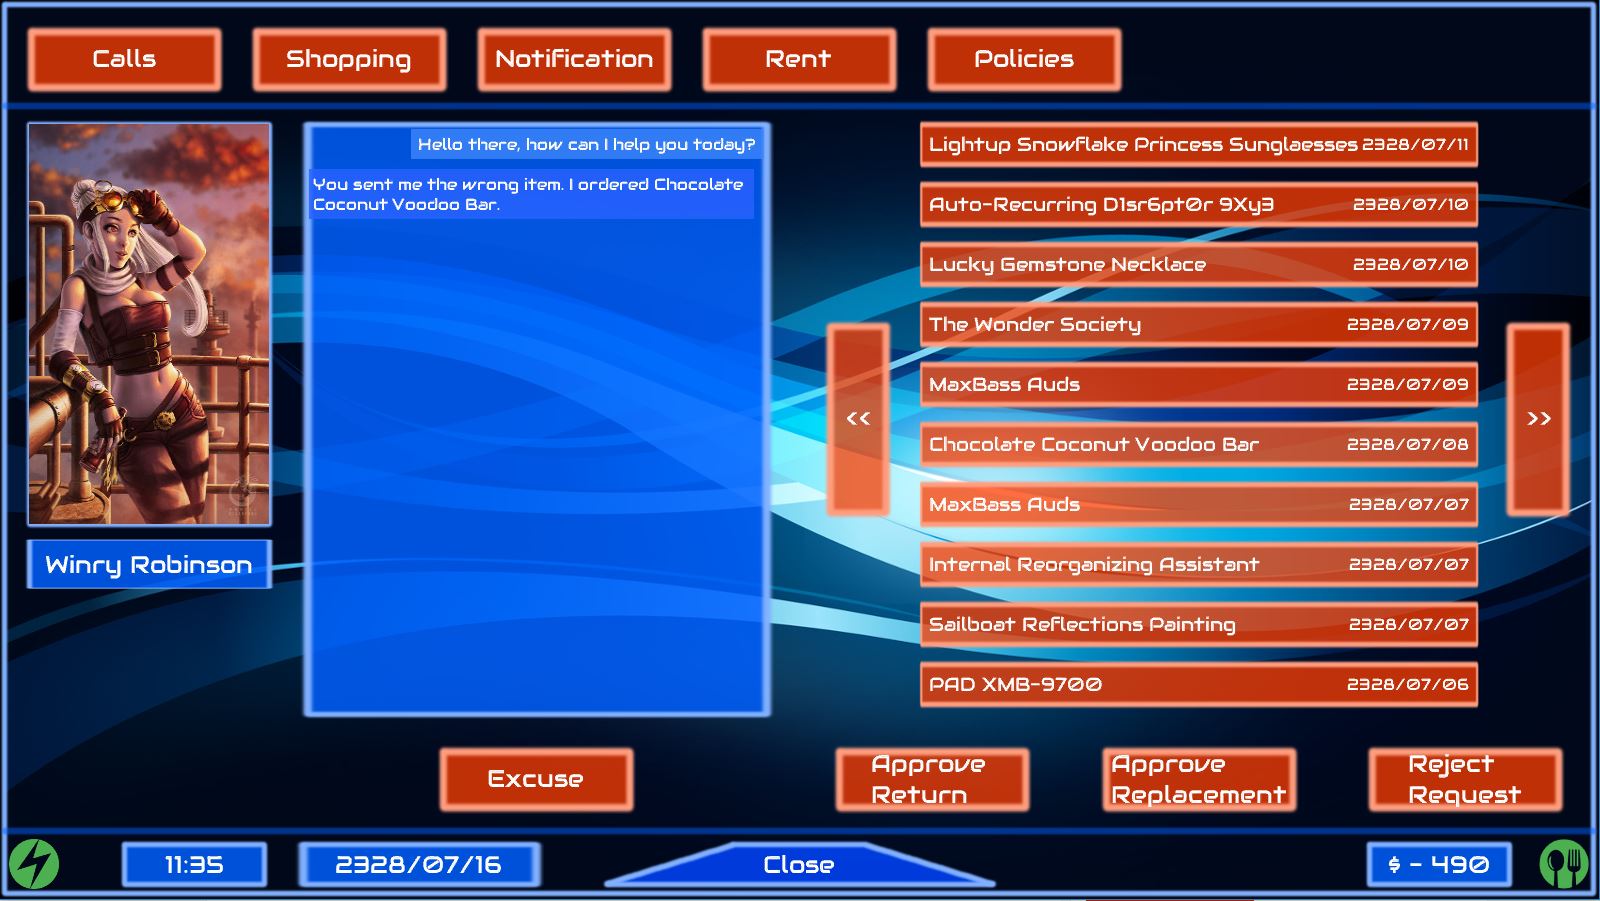 Calls
Shopping
Notification
Rent
Policies
Hello there, how can I help you today?
You sent me the wrong item. I ordered Chocolate
Coconut Voodoo Bar.
Winry Robinson
Lightup Snowflake Princess Sunglaesses 2328/07/11
Auto-Recurring D1sr6pt0r 9Xy3 2328/07/10
Lucky Gemstone Necklace 2328/07/10
The Wonder Society 2328/07/09
MaxBass Auds 2328/07/09
Chocolate Coconut Voodoo Bar 2328/07/08
MaxBass Auds 2328/07/07
Internal Reorganizing Assistant 2328/07/07
Sailboat Reflections Painting 2328/07/07
PAD XMB-9700 2328/07/06
<<
>>
Excuse
Approve
Return
Approve
Replacement
Reject
Request
11:35
2328/07/16
Close
$ - 490